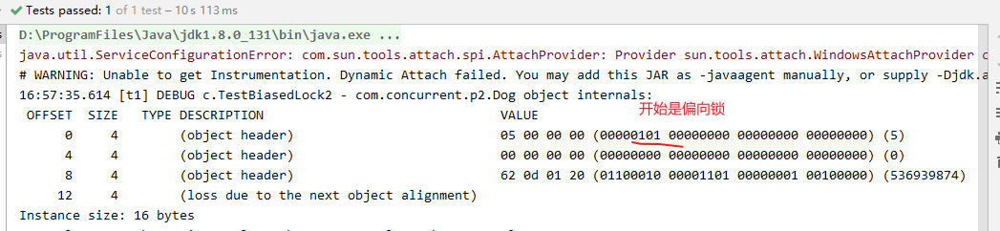 Tests passed: 1 of 1 test – 10 s 113 ms
D:\ProgramFiles\Java\jdk1.8.0_131\bin\java.exe ...
java.util.ServiceConfigurationError: com.sun.tools.attach.spi.AttachProvider: Provider sun.tools.attach.WindowsAttachProvider c
# WARNING: Unable to get Instrumentation. Dynamic Attach failed. You may add this JAR as -javaagent manually, or supply -Djdk.a
16:57:35.614 [t1] DEBUG c.TestBiasedLock2 - com.concurrent.p2.Dog object internals:
开始是偏向锁
OFFSET SIZE TYPE DESCRIPTION VALUE
0 4 (object header) 05 00 00 00 (00000101 00000000 00000000 00000000) (5)
4 4 (object header) 00 00 00 00 (00000000 00000000 00000000 00000000) (0)
8 4 (object header) 62 0d 01 20 (01100010 00001101 00000001 00100000) (536939874)
12 4 (loss due to the next object alignment)
Instance size: 16 bytes